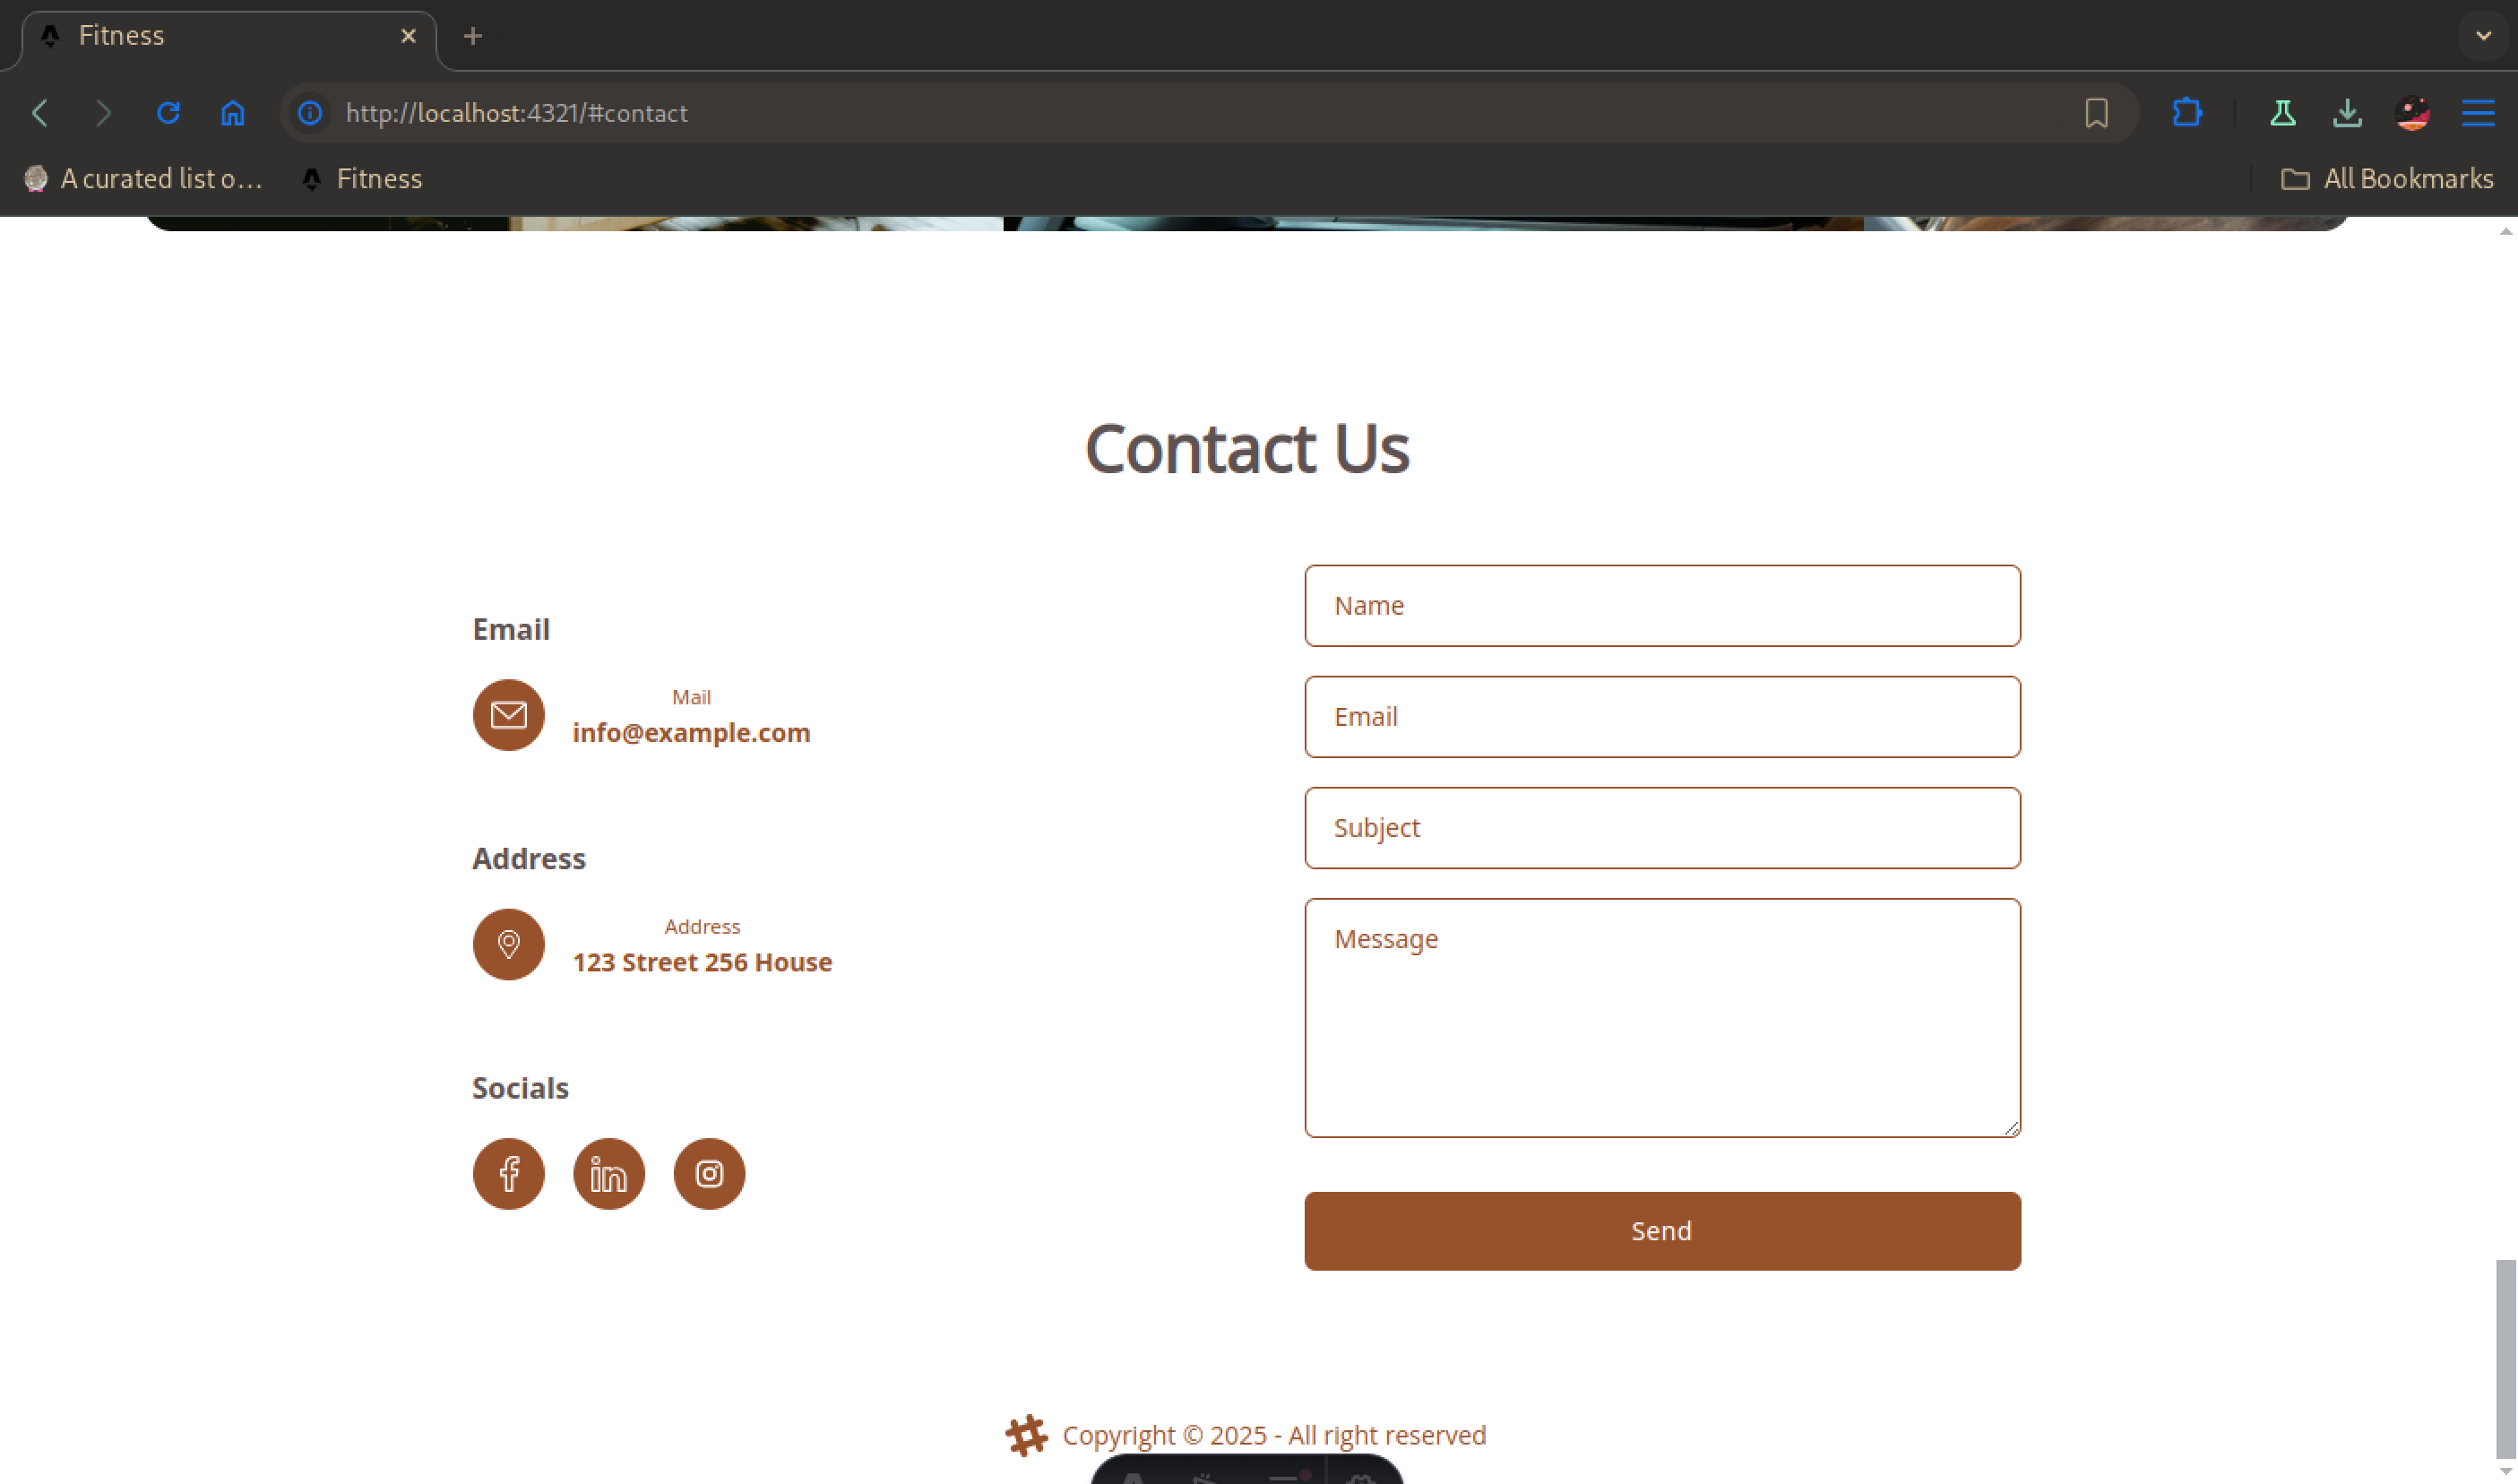 Fitness
http://localhost:4321/#contact
A curated list o...
Fitness
All Bookmarks
Contact Us
Email
Mail
info@example.com
Address
Address
123 Street 256 House
Socials
Name
Email
Subject
Message
Send
Copyright © 2025 - All right reserved